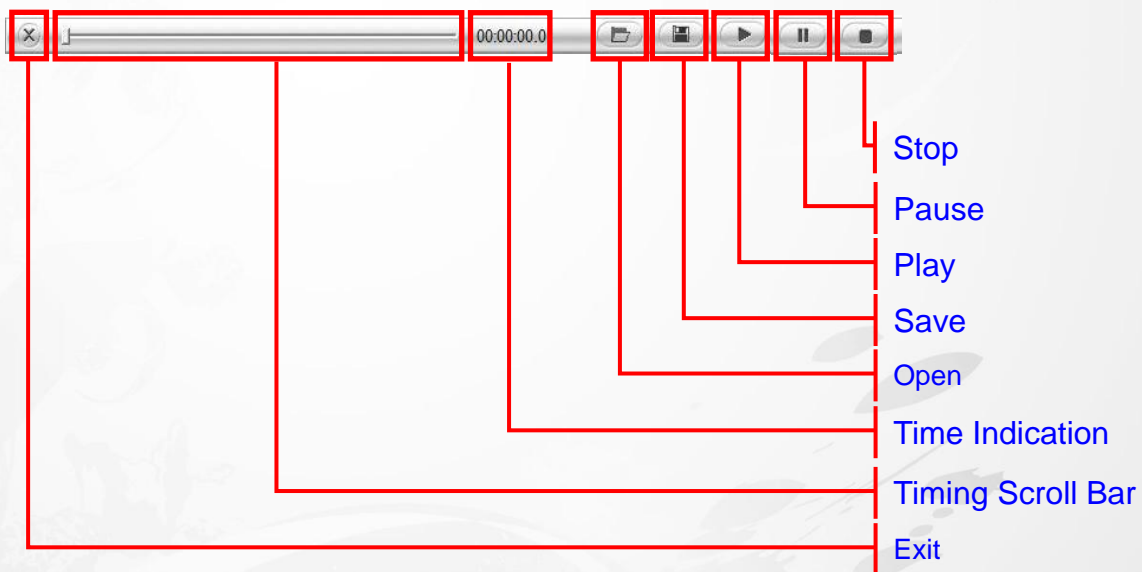 X
00:00:00.0
Stop
Pause
Play
Save
Open
Time Indication
Timing Scroll Bar
Exit